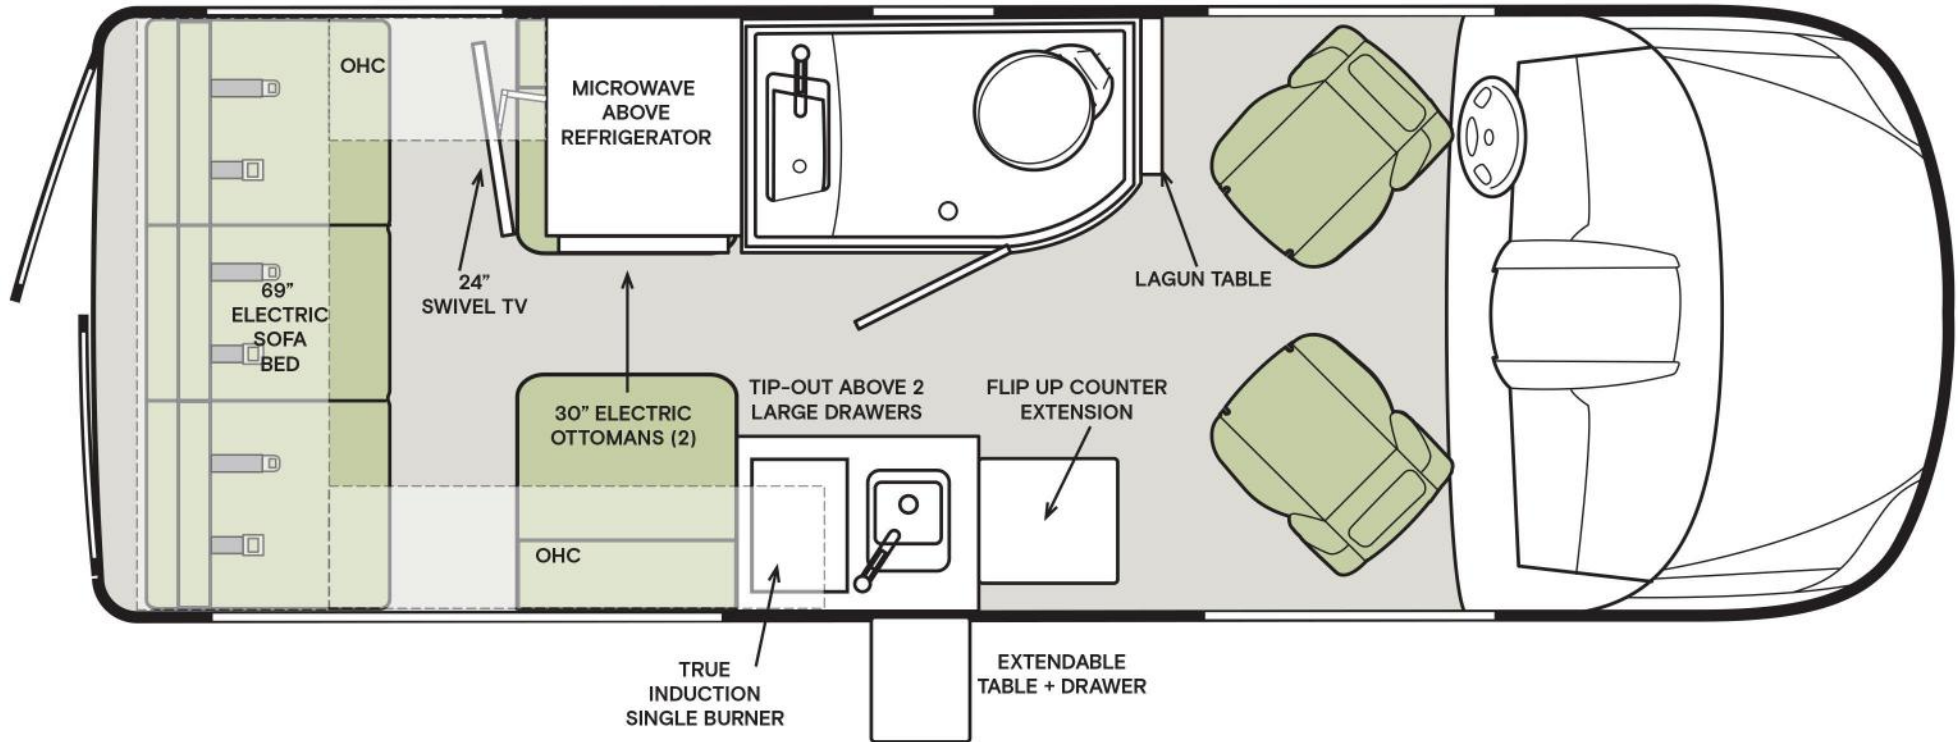 OHC
MICROWAVE
ABOVE
REFRIGERATOR
24”
SWIVEL TV
LAGUN TABLE
69”
ELECTRIC
SOFA
BED
30” ELECTRIC
OTTOMANS (2)
TIP-OUT ABOVE 2
LARGE DRAWERS
FLIP UP COUNTER
EXTENSION
OHC
TRUE
INDUCTION
SINGLE BURNER
EXTENDABLE
TABLE + DRAWER